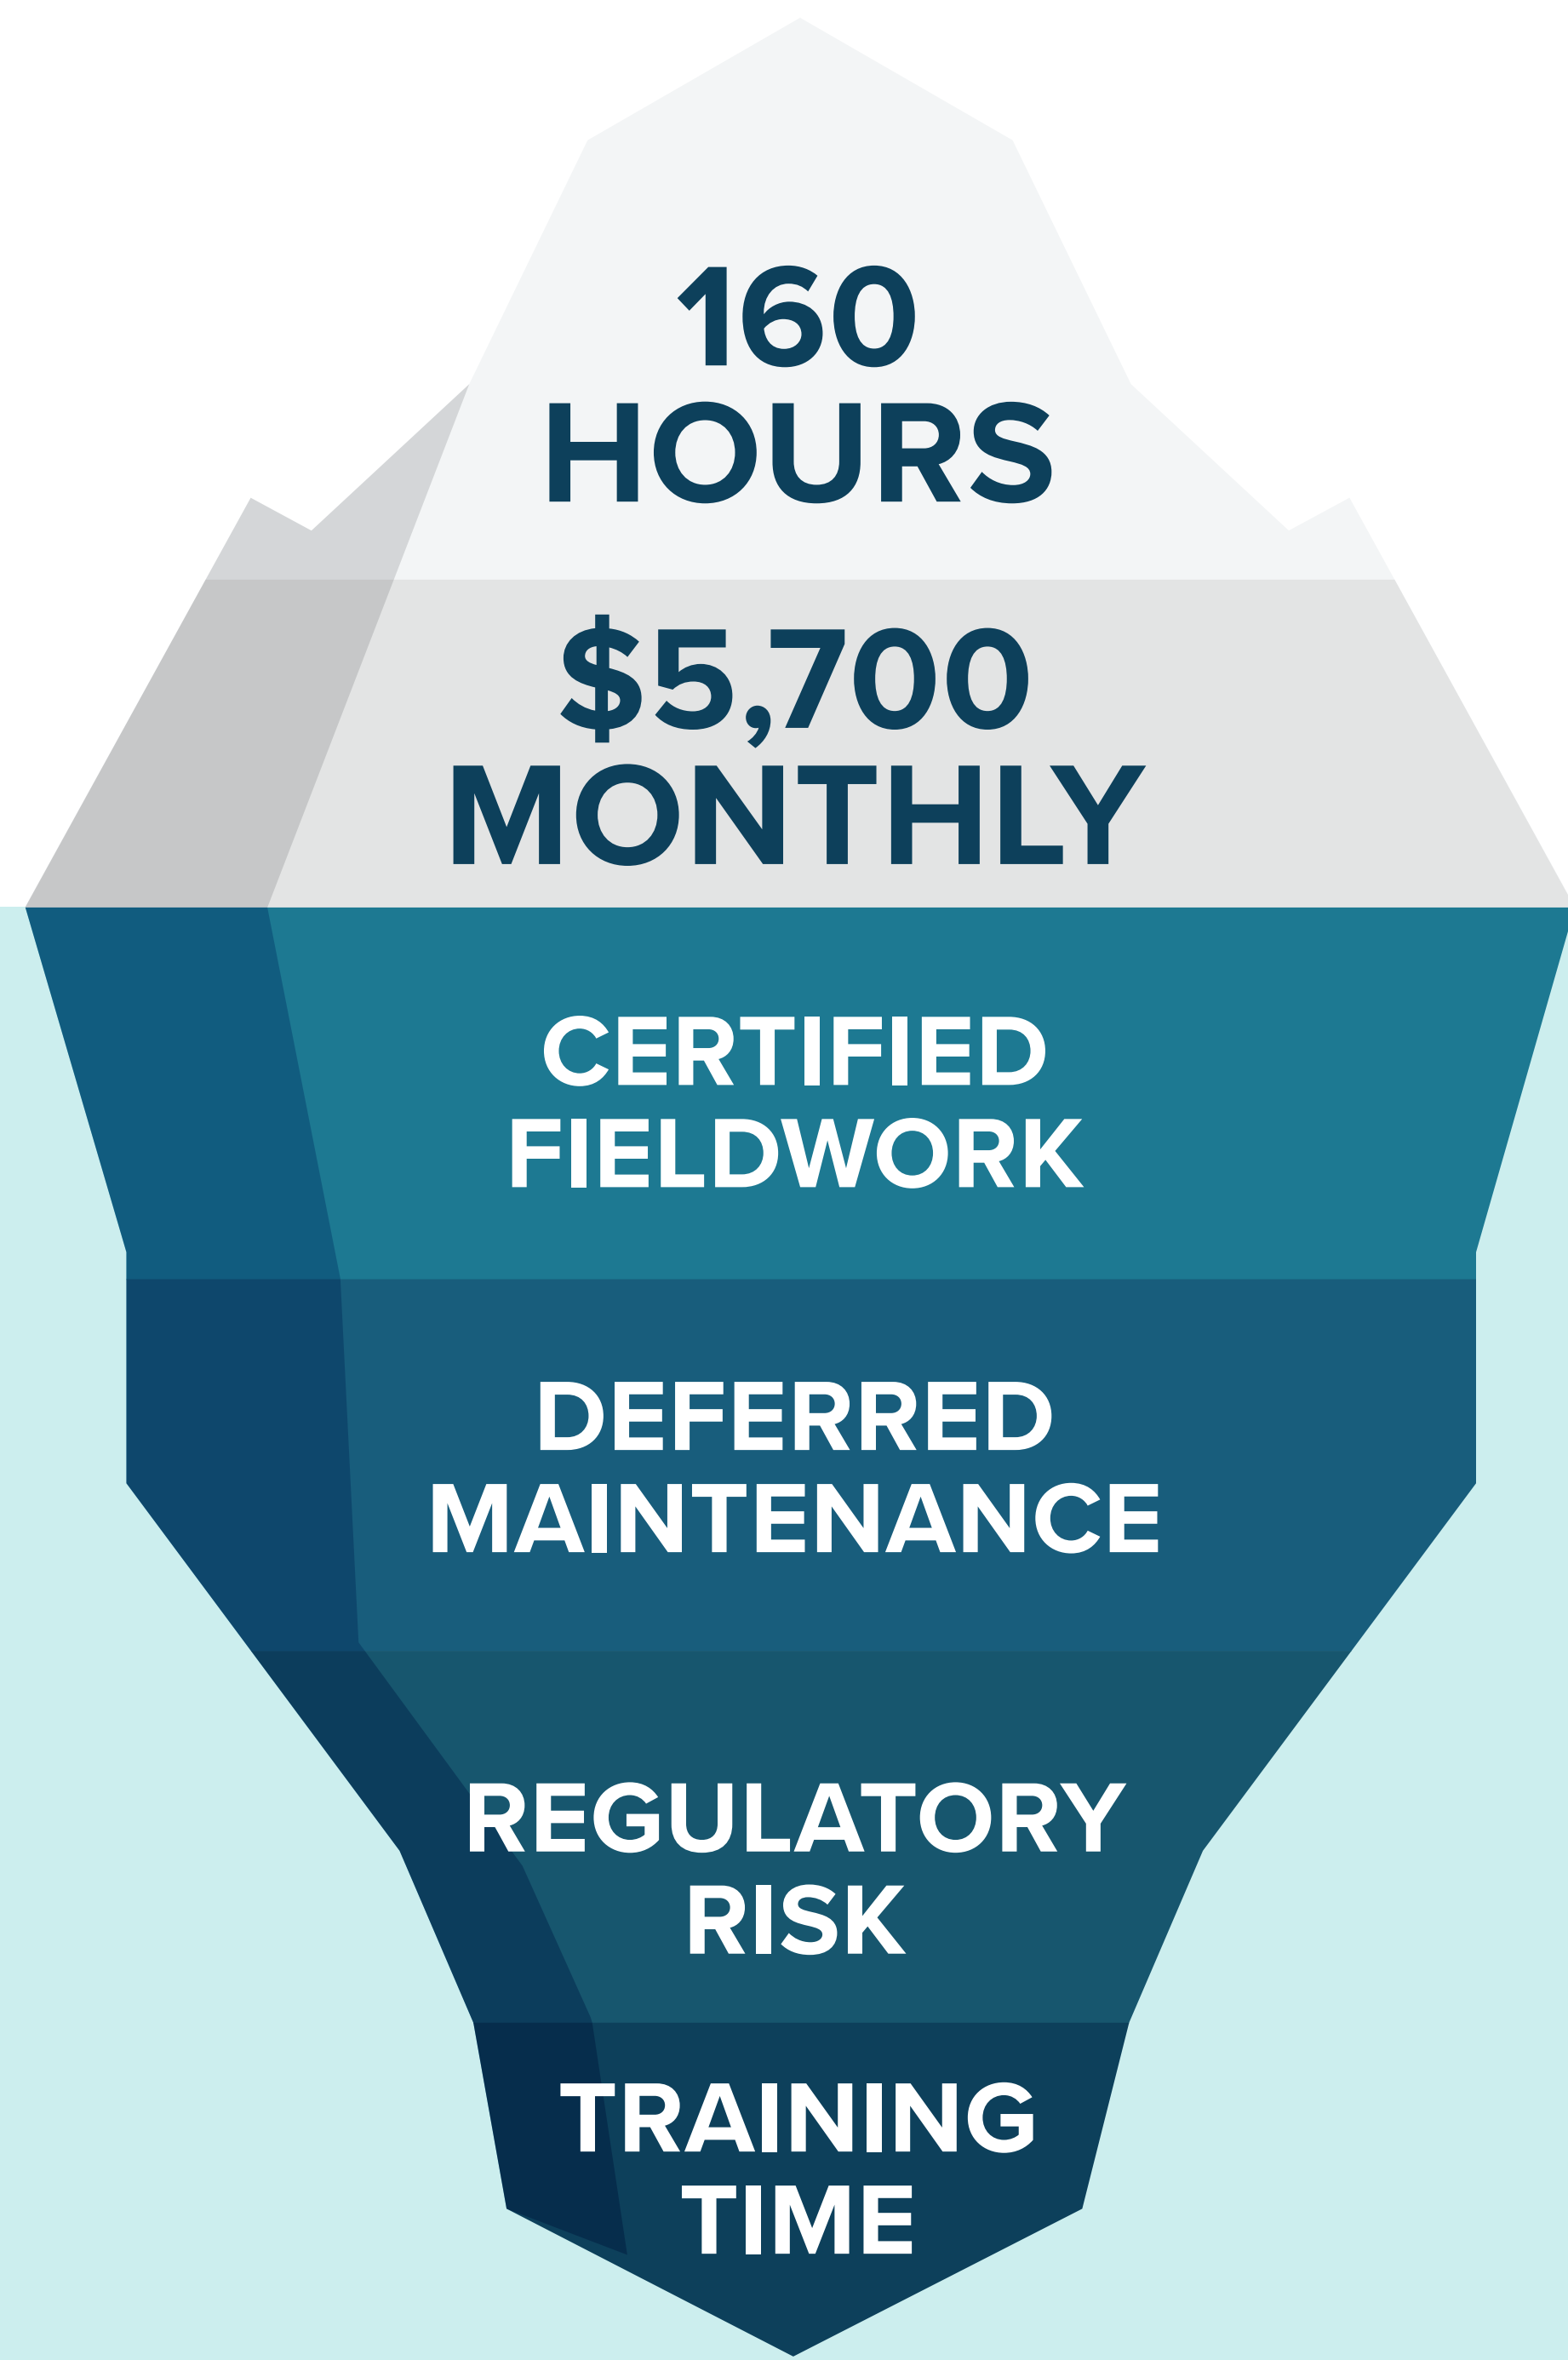 160
HOURS
$5,700
MONTHLY
CERTIFIED
FIELDWORK
DEFERRED
MAINTENANCE
REGULATORY
RISK
TRAINING
TIME